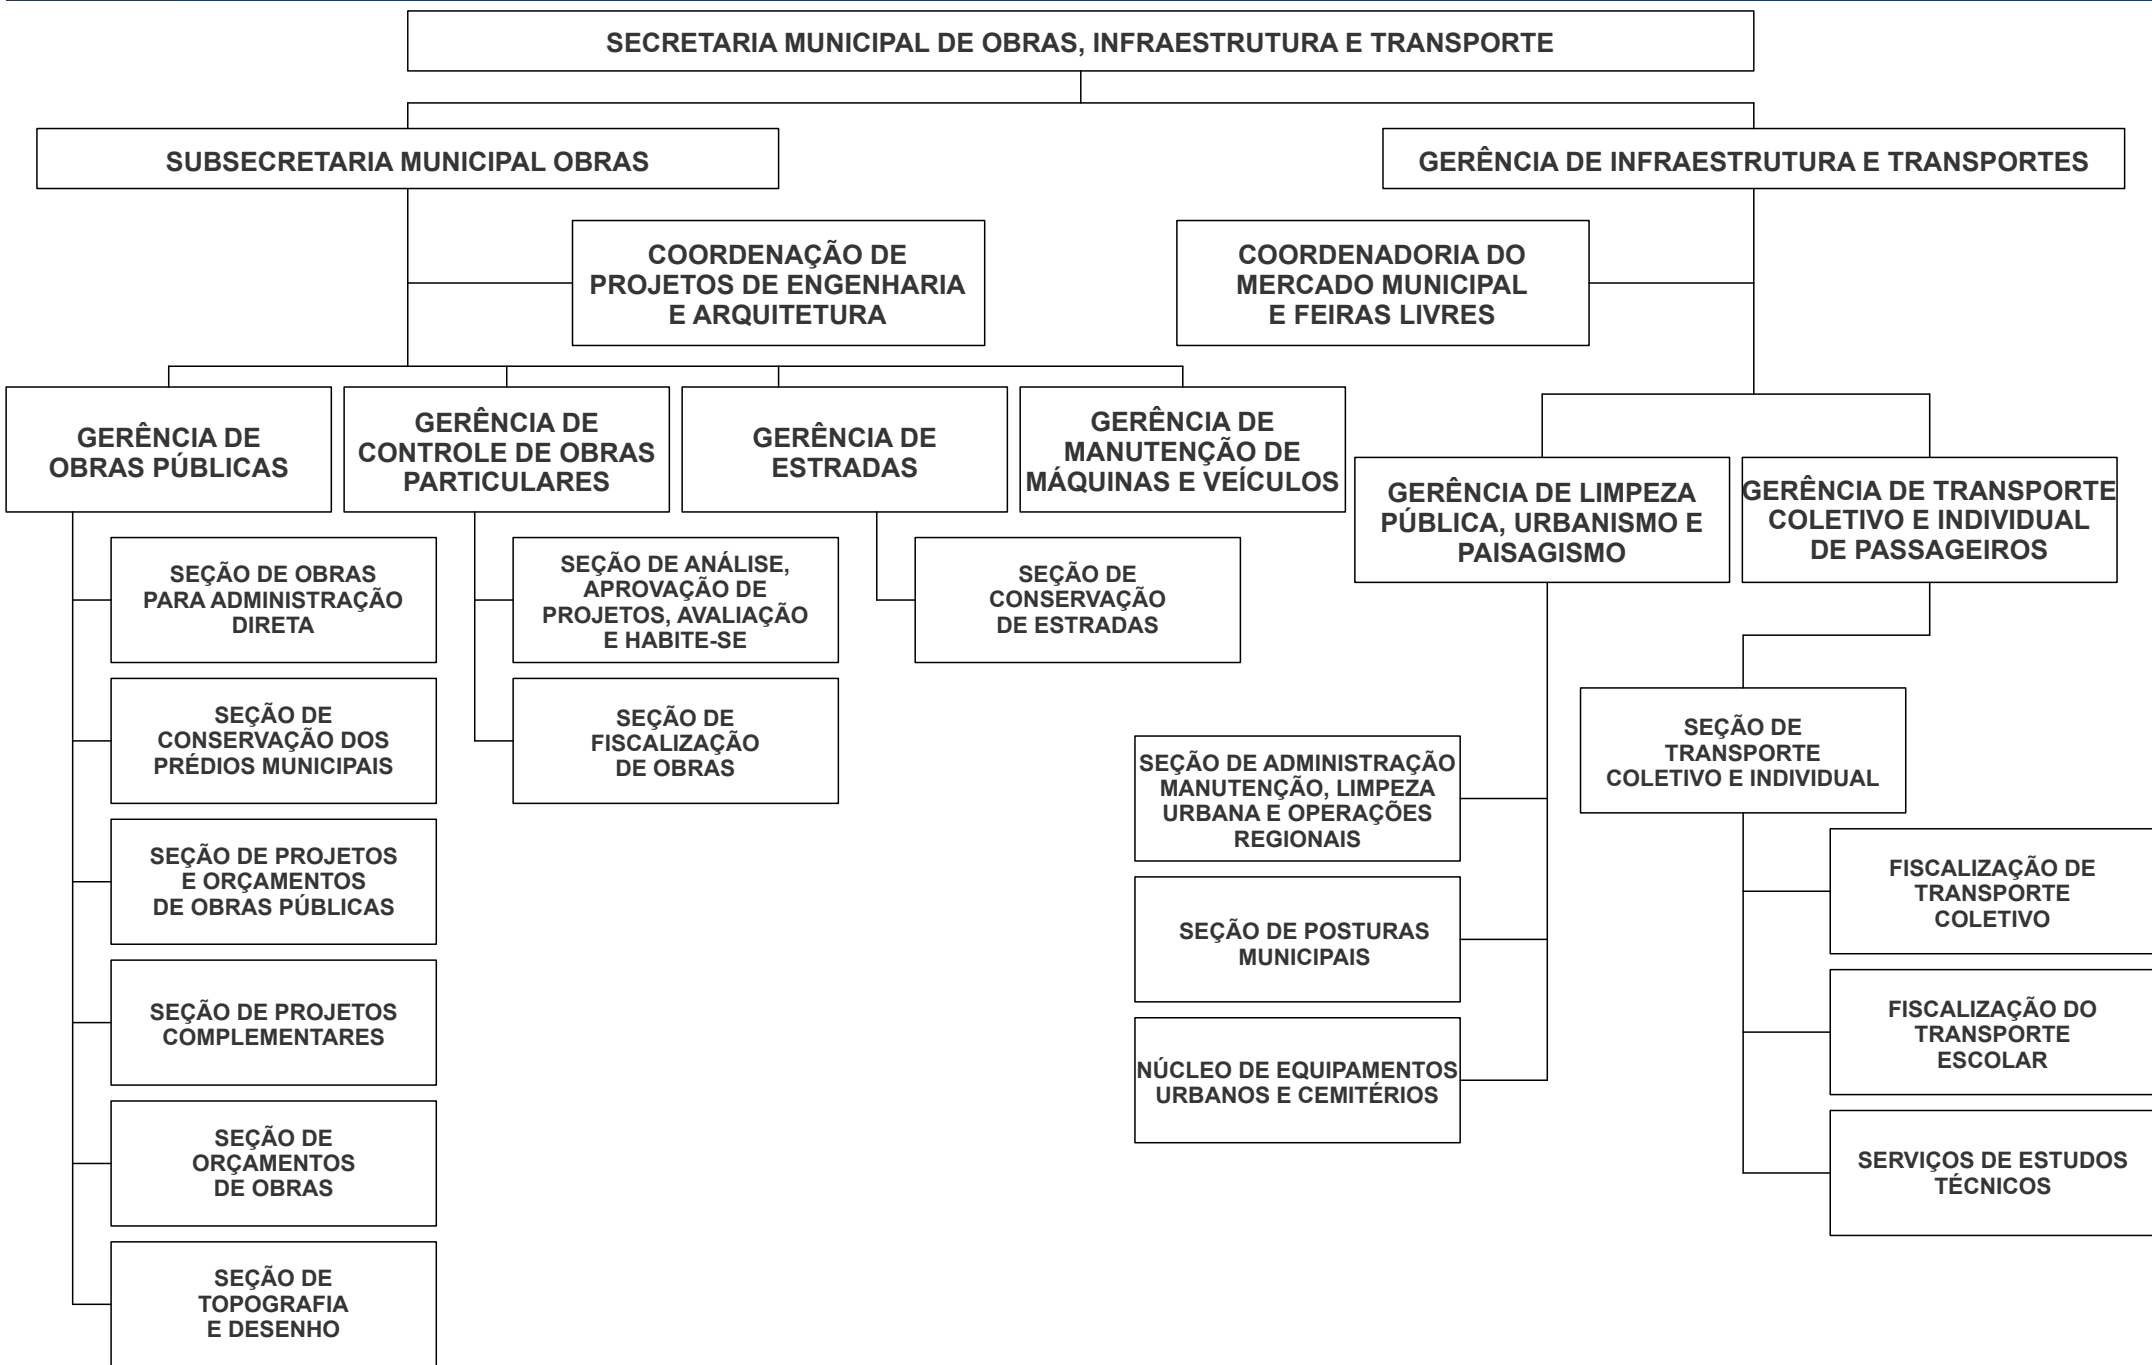 SECRETARIA MUNICIPAL DE OBRAS, INFRAESTRUTURA E TRANSPORTE
SUBSECRETARIA MUNICIPAL OBRAS
GERÊNCIA DE INFRAESTRUTURA E TRANSPORTES
COORDENAÇÃO DE
PROJETOS DE ENGENHARIA
E ARQUITETURA
COORDENADORIA DO
MERCADO MUNICIPAL
E FEIRAS LIVRES
GERÊNCIA DE
OBRAS PÚBLICAS
GERÊNCIA DE
CONTROLE DE OBRAS
PARTICULARES
GERÊNCIA DE
ESTRADAS
GERÊNCIA DE
MANUTENÇÃO DE
MÁQUINAS E VEÍCULOS
GERÊNCIA DE LIMPEZA
PÚBLICA, URBANISMO E
PAISAGISMO
GERÊNCIA DE TRANSPORTE
COLETIVO E INDIVIDUAL
DE PASSAGEIROS
SEÇÃO DE OBRAS
PARA ADMINISTRAÇÃO
DIRETA
SEÇÃO DE
CONSERVAÇÃO DOS
PRÉDIOS MUNICIPAIS
SEÇÃO DE PROJETOS
E ORÇAMENTOS
DE OBRAS PÚBLICAS
SEÇÃO DE PROJETOS
COMPLEMENTARES
SEÇÃO DE
ORÇAMENTOS
DE OBRAS
SEÇÃO DE
TOPOGRAFIA
E DESENHO
SEÇÃO DE ANÁLISE,
APROVAÇÃO DE
PROJETOS, AVALIAÇÃO
E HABITE-SE
SEÇÃO DE
FISCALIZAÇÃO
DE OBRAS
SEÇÃO DE
CONSERVAÇÃO
DE ESTRADAS
SEÇÃO DE ADMINISTRAÇÃO
MANUTENÇÃO, LIMPEZA
URBANA E OPERAÇÕES
REGIONAIS
SEÇÃO DE POSTURAS
MUNICIPAIS
NÚCLEO DE EQUIPAMENTOS
URBANOS E CEMITÉRIOS
SEÇÃO DE
TRANSPORTE
COLETIVO E INDIVIDUAL
FISCALIZAÇÃO DE
TRANSPORTE
COLETIVO
FISCALIZAÇÃO DO
TRANSPORTE
ESCOLAR
SERVIÇOS DE ESTUDOS
TÉCNICOS